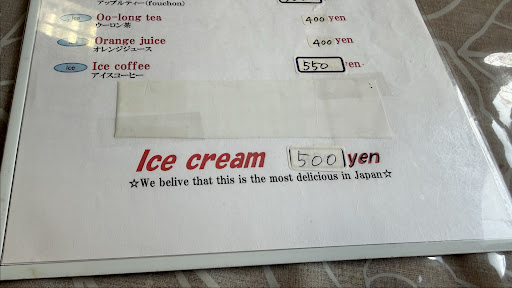 アップルティー(fouchon)
ice Oo-long tea 400 yen
ウーロン茶
Orange juice 400 yen
オレンジジュース
ice Ice coffee 550 yen
アイスコーヒー
Ice cream 500 yen
☆We belive that this is the most delicious in Japan☆